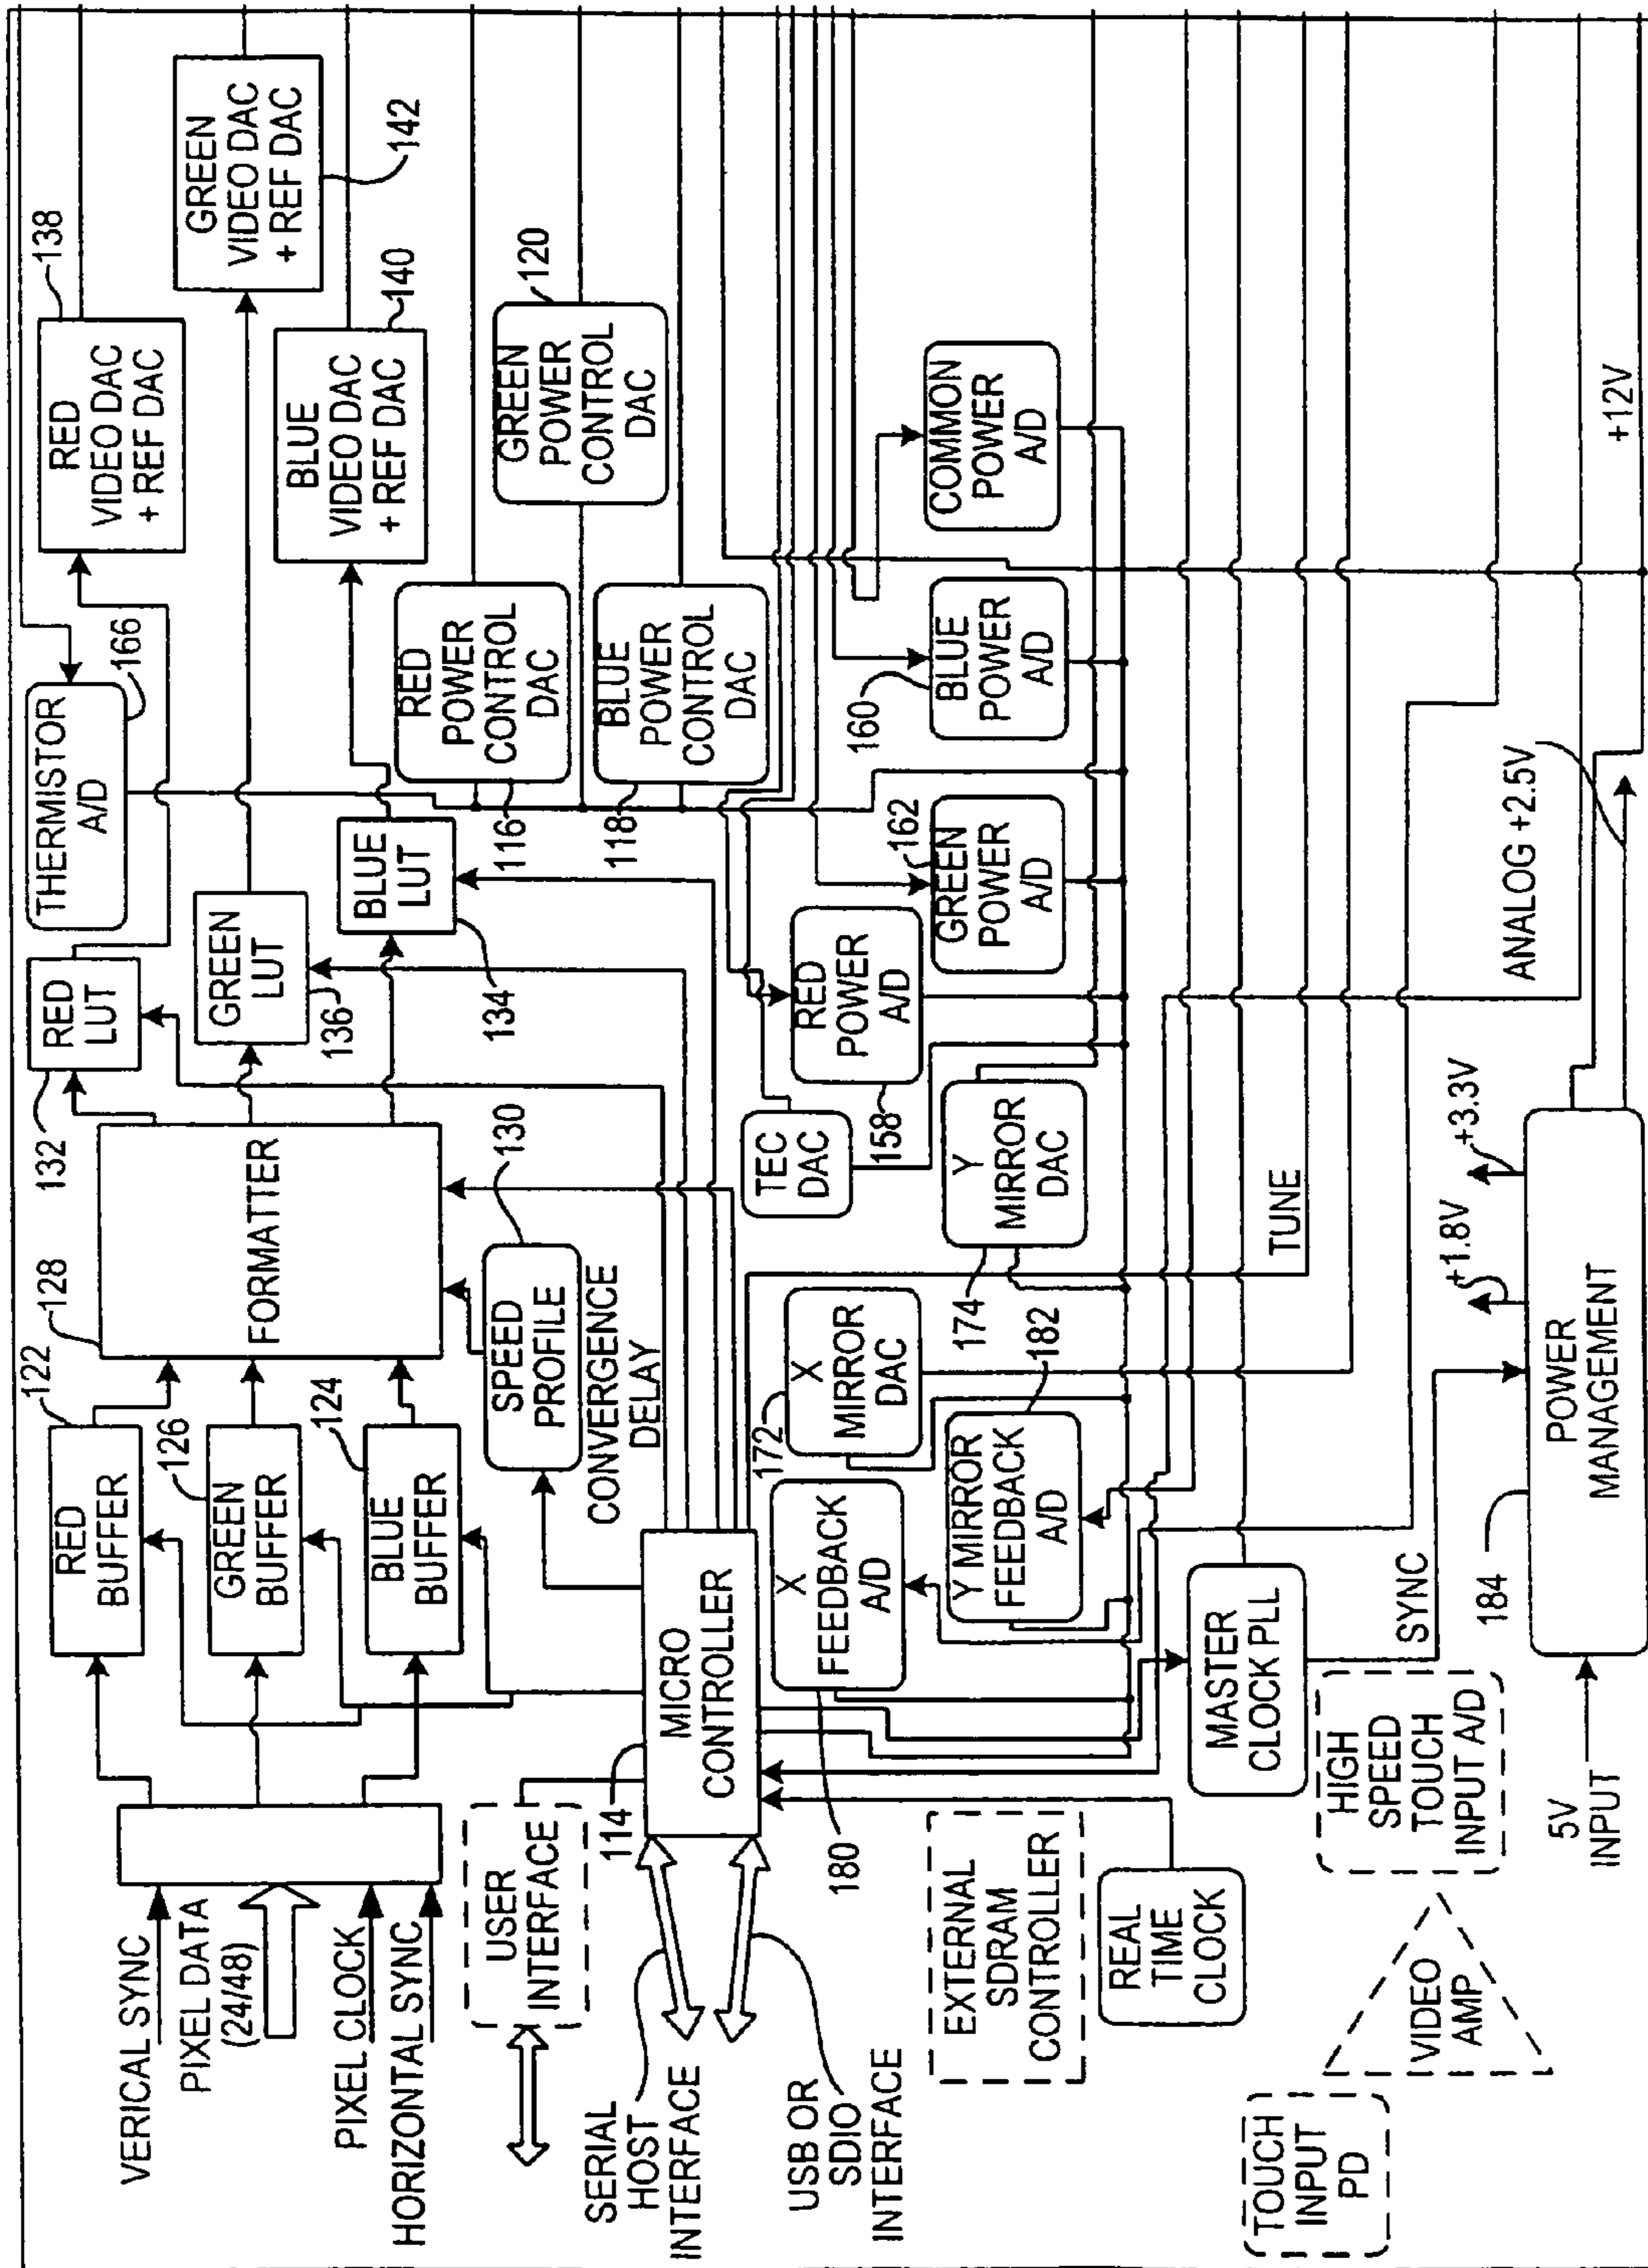 VERICAL SYNC
PIXEL DATA
(24/48)
PIXEL CLOCK
HORIZONTAL SYNC
RED
BUFFER
122
GREEN
BUFFER
126
BLUE
BUFFER
124
FORMATTER
128
SPEED
PROFILE
130
CONVERGENCE
DELAY
RED
LUT
132
GREEN
LUT
136
BLUE
LUT
134
THERMISTOR
A/D
166
RED
VIDEO DAC
+ REF DAC
138
GREEN
VIDEO DAC
+ REF DAC
142
BLUE
VIDEO DAC
+ REF DAC
140
RED
POWER
CONTROL
DAC
116
GREEN
POWER
CONTROL
DAC
120
BLUE
POWER
CONTROL
DAC
118
USER
INTERFACE
SERIAL
HOST
INTERFACE
USB OR
SDIO
INTERFACE
MICRO
CONTROLLER
114
TEC
DAC
RED
POWER
A/D
158
GREEN
POWER
A/D
162
BLUE
POWER
A/D
160
COMMON
POWER
A/D
X
MIRROR
DAC
172
Y
MIRROR
DAC
174
X
FEEDBACK
A/D
180
Y MIRROR
FEEDBACK
A/D
182
EXTERNAL
SDRAM
CONTROLLER
REAL
TIME
CLOCK
MASTER
CLOCK PLL
TUNE
SYNC
TOUCH
INPUT
PD
VIDEO
AMP
HIGH
SPEED
TOUCH
INPUT A/D
5V
INPUT
POWER
MANAGEMENT
184
+1.8V
+3.3V
ANALOG +2.5V
+12V